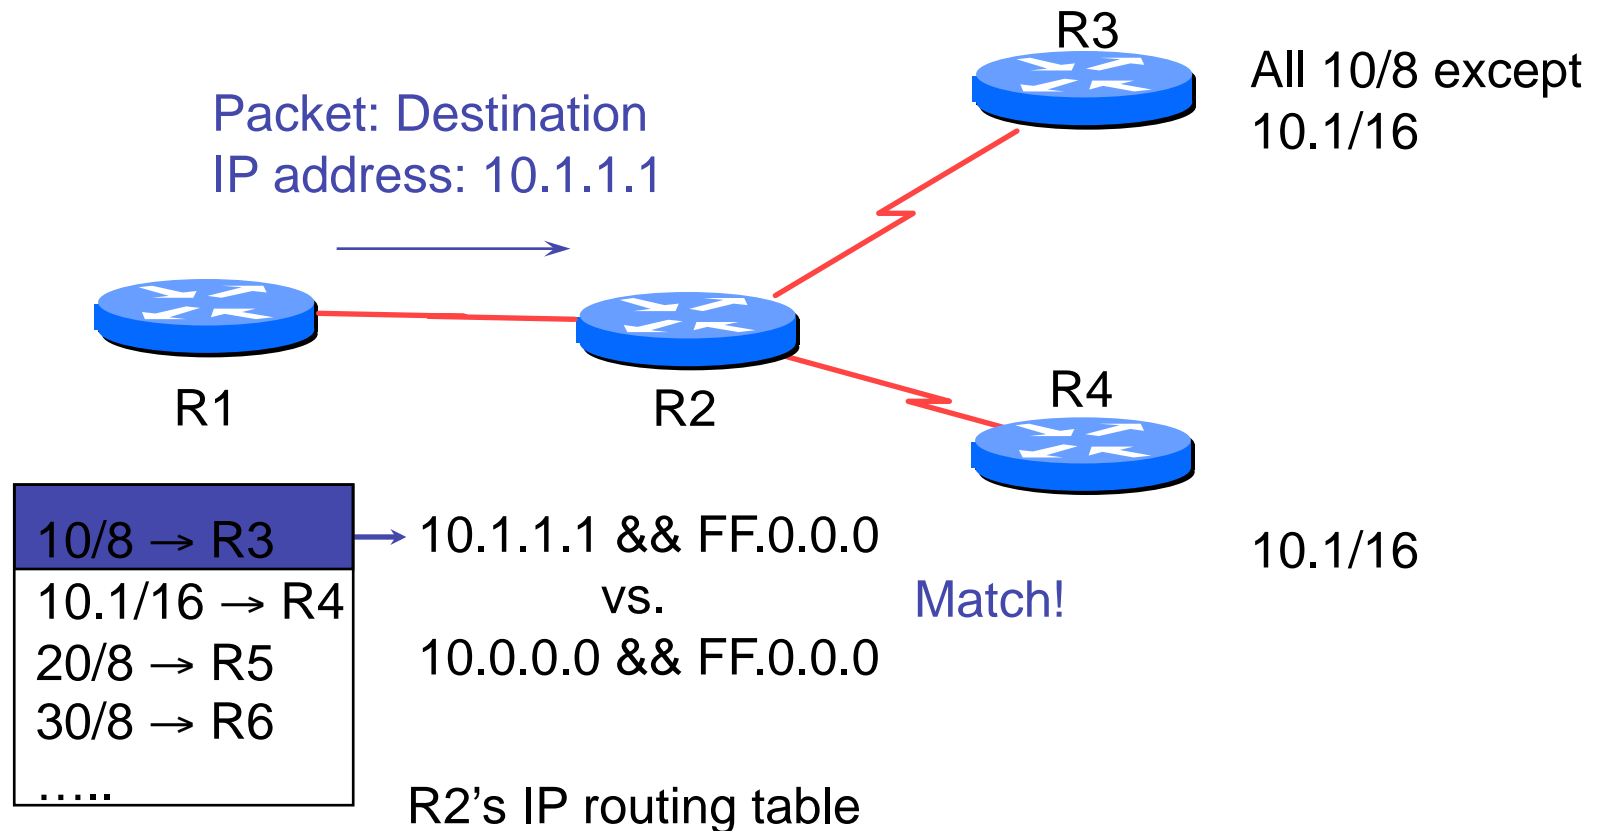 R3
All 10/8 except
10.1/16
Packet: Destination
IP address: 10.1.1.1
R1
R2
R4
10.1/16
10/8 → R3
10.1/16 → R4
20/8 → R5
30/8 → R6
…..
10.1.1.1 && FF.0.0.0
vs.
10.0.0.0 && FF.0.0.0
Match!
R2’s IP routing table